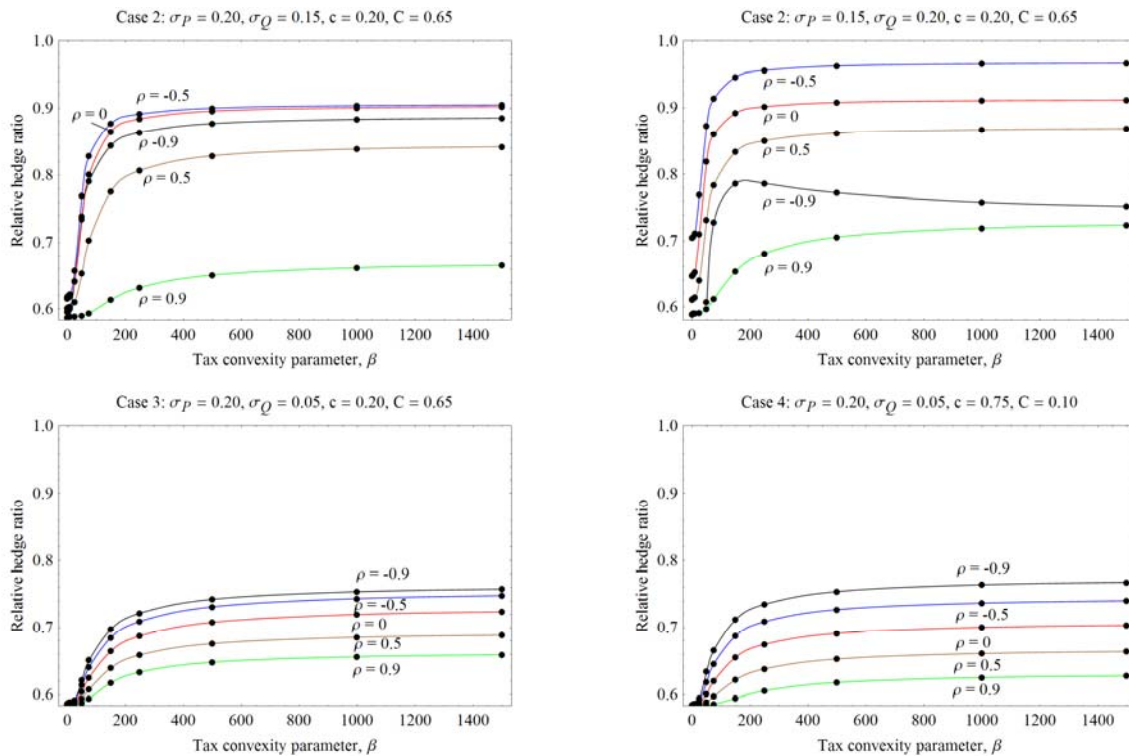 Case 2: σP = 0.20, σQ = 0.15, c = 0.20, C = 0.65
1.0
0.9
0.8
0.7
0.6
Relative hedge ratio
ρ = -0.5
ρ = 0
ρ = -0.9
ρ = 0.5
ρ = 0.9
0 200 400 600 800 1000 1200 1400
Tax convexity parameter, β
Case 2: σP = 0.15, σQ = 0.20, c = 0.20, C = 0.65
1.0
0.9
0.8
0.7
0.6
Relative hedge ratio
ρ = -0.5
ρ = 0
ρ = 0.5
ρ = -0.9
ρ = 0.9
0 200 400 600 800 1000 1200 1400
Tax convexity parameter, β
Case 3: σP = 0.20, σQ = 0.05, c = 0.20, C = 0.65
1.0
0.9
0.8
0.7
0.6
Relative hedge ratio
ρ = -0.9
ρ = -0.5
ρ = 0
ρ = 0.5
ρ = 0.9
0 200 400 600 800 1000 1200 1400
Tax convexity parameter, β
Case 4: σP = 0.20, σQ = 0.05, c = 0.75, C = 0.10
1.0
0.9
0.8
0.7
0.6
Relative hedge ratio
ρ = -0.9
ρ = -0.5
ρ = 0
ρ = 0.5
ρ = 0.9
0 200 400 600 800 1000 1200 1400
Tax convexity parameter, β